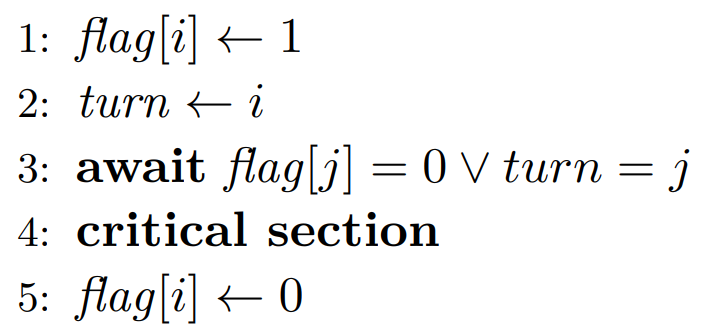 1: flag[i] ← 1
2: turn ← i
3: await flag[j] = 0 ∨ turn = j
4: critical section
5: flag[i] ← 0